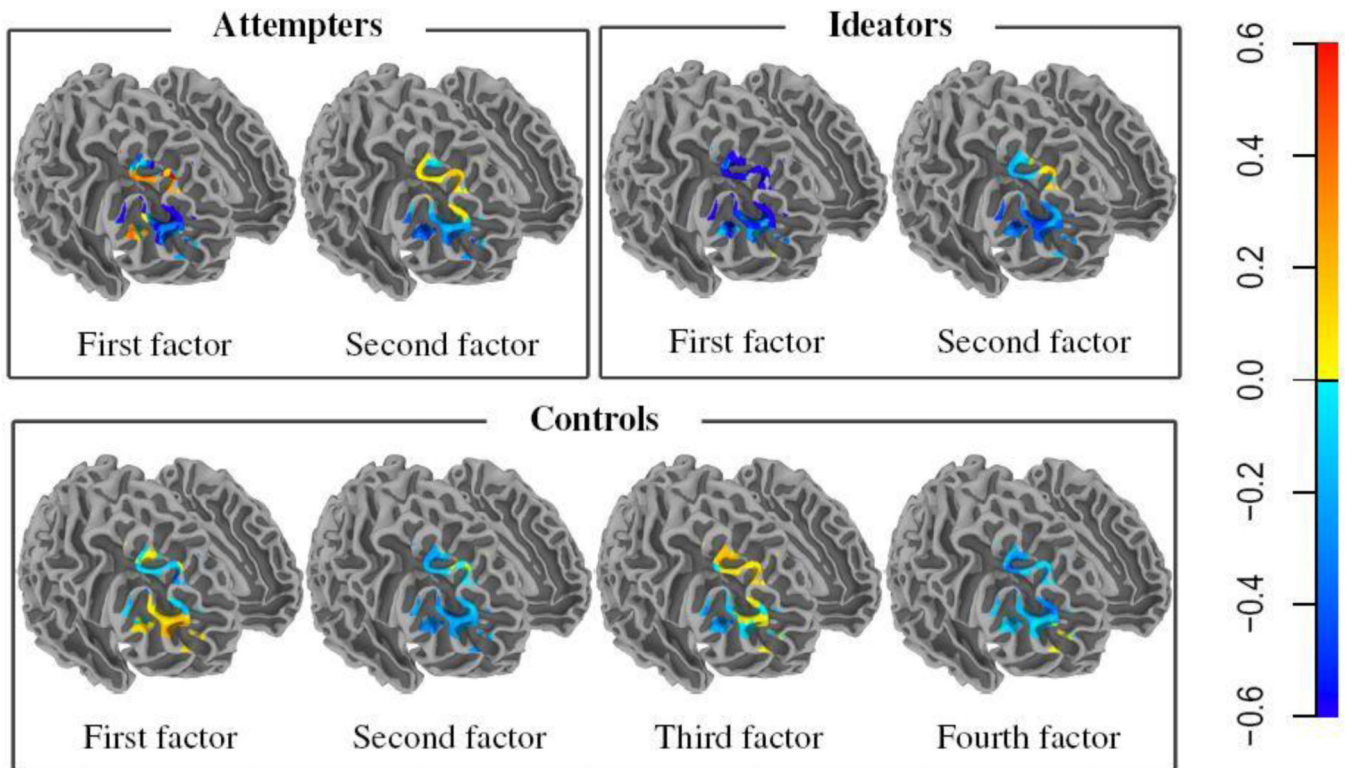 Attempters
First factor
Second factor
Ideators
First factor
Second factor
0.6
0.4
0.2
0.0
−0.2
−0.4
−0.6
Controls
First factor
Second factor
Third factor
Fourth factor